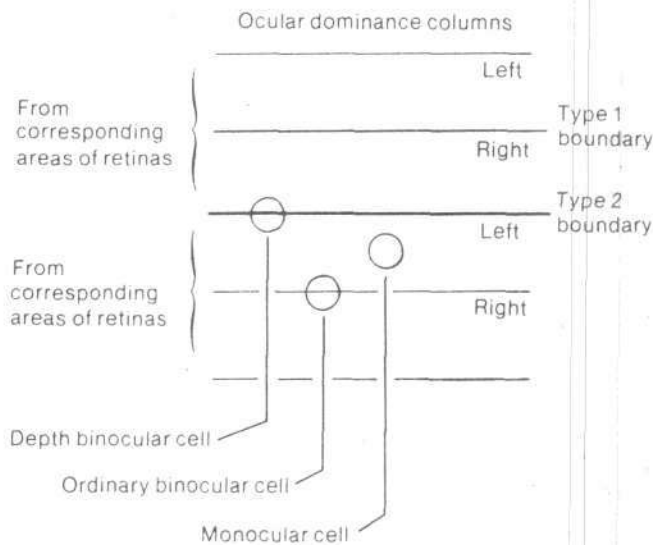 Ocular dominance columns
Left
From
corresponding
areas of retinas
Type 1
boundary
Right
Type 2
boundary
Left
From
corresponding
areas of retinas
Right
Depth binocular cell
Ordinary binocular cell
Monocular cell